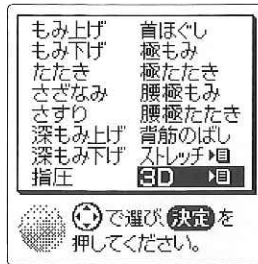 もみ上げ 首ほぐし
もみ下げ 極もみ
たたき 極たたき
さざなみ 腰極もみ
さすり 腰極たたき
深もみ上げ 背筋のばし
深もみ下げ ストレッチ
指圧 3D
で選び、決定を
押してください。